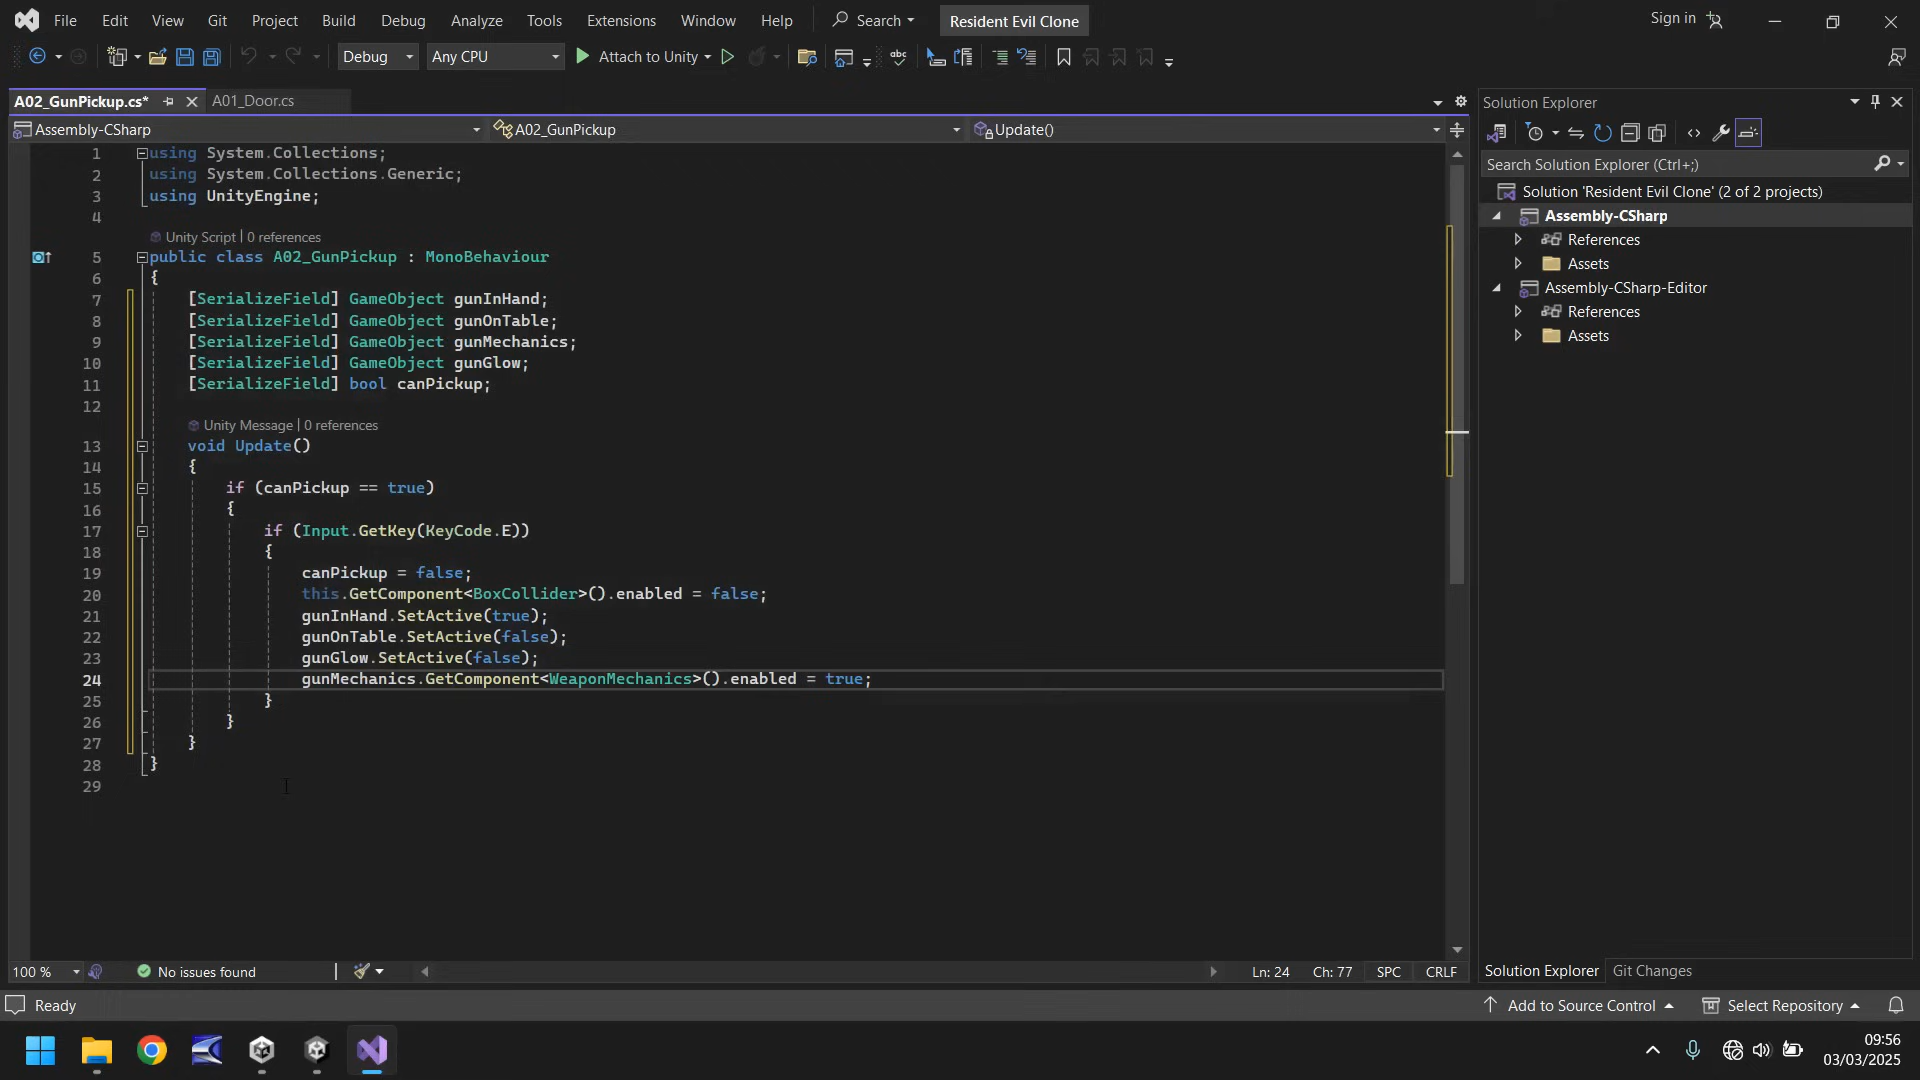 File Edit View Git Project Build Debug Analyze Tools Extensions Window Help Search Resident Evil Clone Sign in
Debug Any CPU Attach to Unity
A02_GunPickup.cs* A01_Door.cs
Assembly-CSharp A02_GunPickup Update()
1 using System.Collections;
2 using System.Collections.Generic;
3 using UnityEngine;
4
Unity Script | 0 references
5 public class A02_GunPickup : MonoBehaviour
6 {
7 [SerializeField] GameObject gunInHand;
8 [SerializeField] GameObject gunOnTable;
9 [SerializeField] GameObject gunMechanics;
10 [SerializeField] GameObject gunGlow;
11 [SerializeField] bool canPickup;
12
Unity Message | 0 references
13 void Update()
14 {
15 if (canPickup == true)
16 {
17 if (Input.GetKey(KeyCode.E))
18 {
19 canPickup = false;
20 this.GetComponent<BoxCollider>().enabled = false;
21 gunInHand.SetActive(true);
22 gunOnTable.SetActive(false);
23 gunGlow.SetActive(false);
24 gunMechanics.GetComponent<WeaponMechanics>().enabled = true;
25 }
26 }
27 }
28 }
29
100 % No issues found Ln: 24 Ch: 77 SPC CRLF
Solution Explorer
Search Solution Explorer (Ctrl+;)
Solution 'Resident Evil Clone' (2 of 2 projects)
Assembly-CSharp
References
Assets
Assembly-CSharp-Editor
References
Assets
Solution Explorer Git Changes
Ready Add to Source Control Select Repository
09:56
03/03/2025